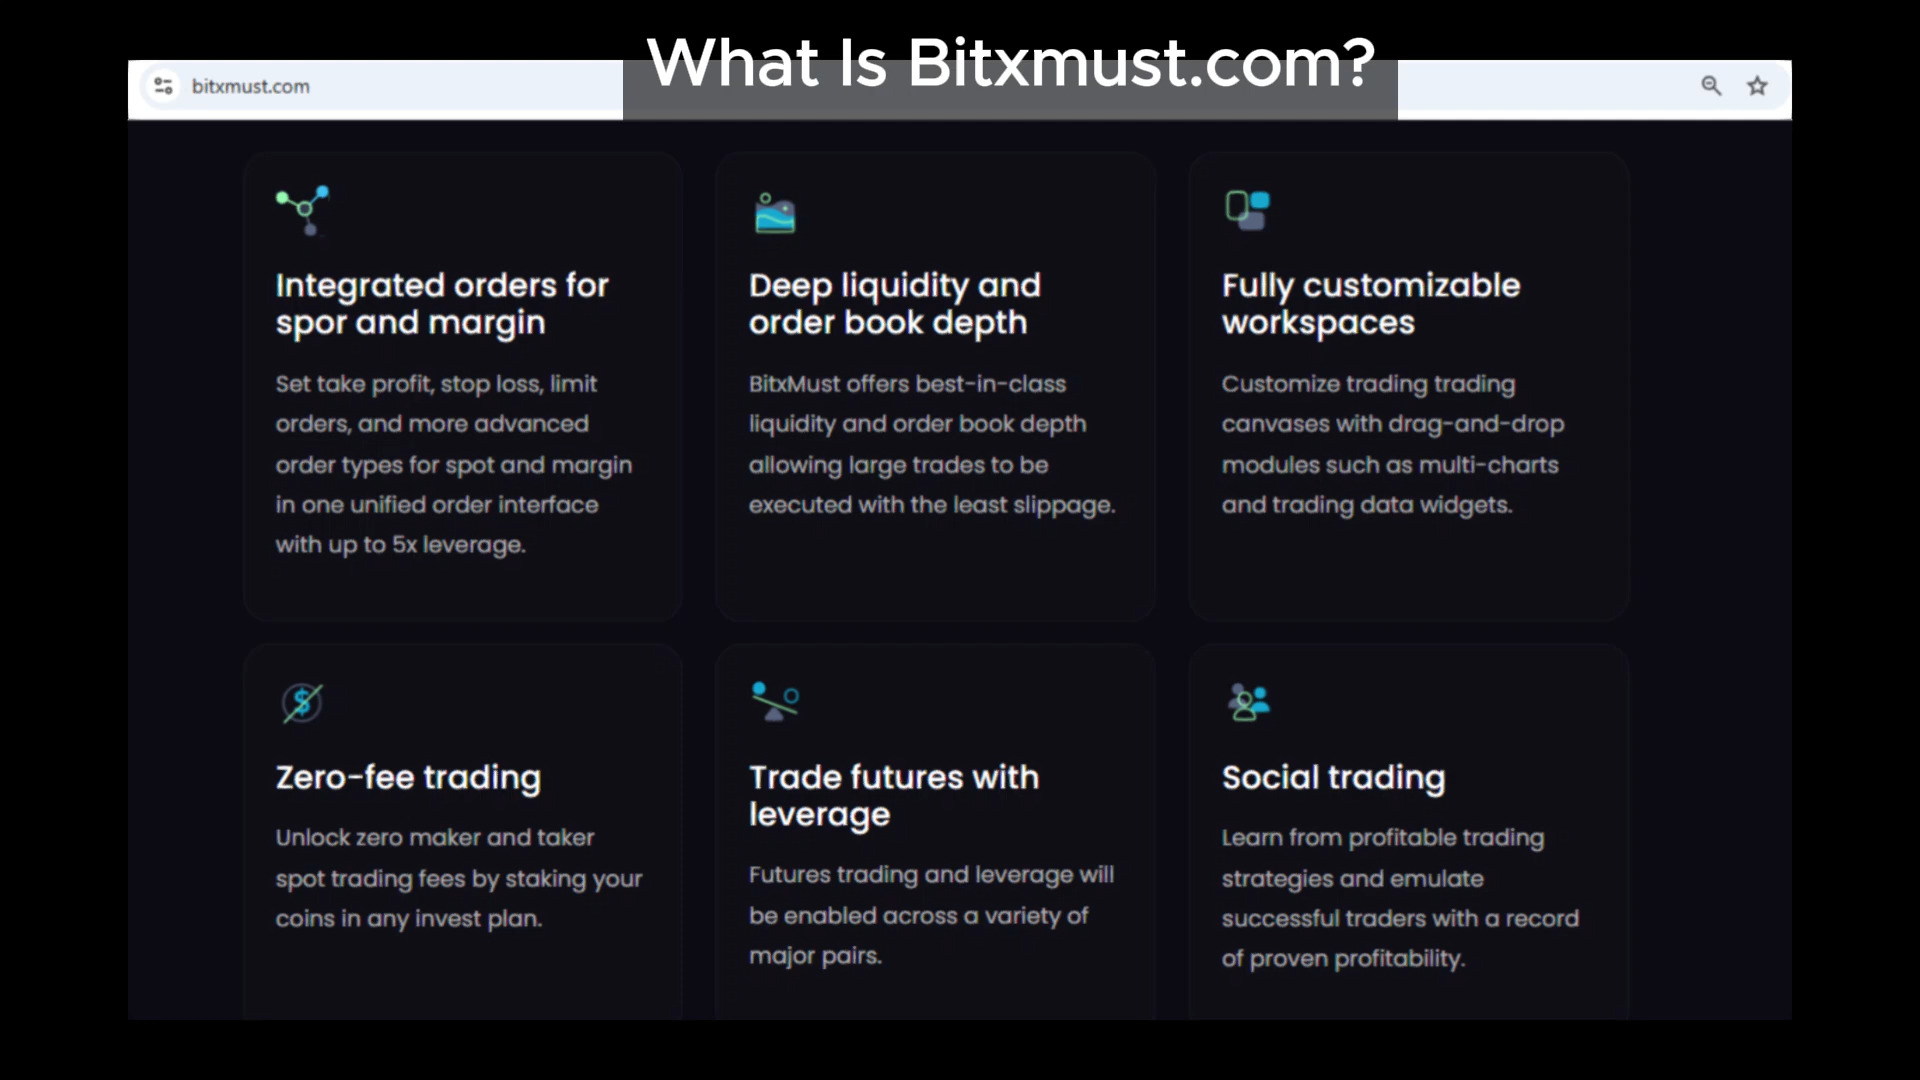 What Is Bitxmust.com?
bitxmust.com
Integrated orders for
spor and margin
Set take profit, stop loss, limit
orders, and more advanced
order types for spot and margin
in one unified order interface
with up to 5x leverage.
Deep liquidity and
order book depth
BitxMust offers best-in-class
liquidity and order book depth
allowing large trades to be
executed with the least slippage.
Fully customizable
workspaces
Customize trading trading
canvases with drag-and-drop
modules such as multi-charts
and trading data widgets.
Zero-fee trading
Unlock zero maker and taker
spot trading fees by staking your
coins in any invest plan.
Trade futures with
leverage
Futures trading and leverage will
be enabled across a variety of
major pairs.
Social trading
Learn from profitable trading
strategies and emulate
successful traders with a record
of proven profitability.